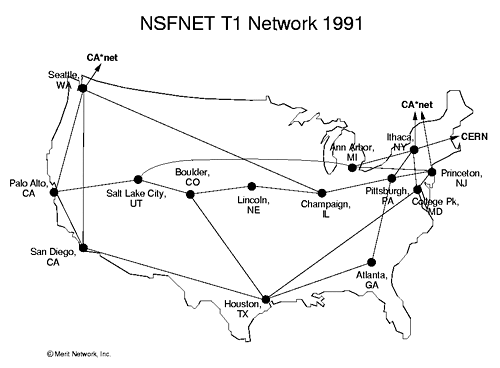 NSFNET T1 Network 1991
CA*net
Seattle,
WA
CA*net
Ithaca,
NY
CERN
Ann Arbor,
MI
Boulder,
CO
Princeton,
NJ
Palo Alto,
CA
Salt Lake City,
UT
Lincoln,
NE
Champaign,
IL
Pittsburgh,
PA
College Pk,
MD
San Diego,
CA
Atlanta,
GA
Houston,
TX
© Merit Network, Inc.